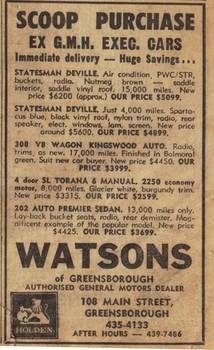 SCOOP PURCHASE
EX G.M.H. EXEC. CARS
Immediate delivery — Huge Savings...
STATESMAN DEVILLE. Air condition, PWC/STR,
buckets, radia. Nutmeg brown — saddle
interior, saddle vinyl roof. 15,000 miles. New
price $6200 (approx.) OUR PRICE $5099.
STATESMAN DEVILLE. Just 4,000 miles. Sparto-
cus blue, black vinyl roof, nylon trim, radio, rear
speaker, elect. windows, lam. screen. New price
around $5600. OUR PRICE $4899.
308 V8 WAGON KINGSWOOD AUTO. Radio,
trims as new, 17,000 miles. Finished in Balmoral
green. Suit new car buyer. New price $4450. OUR
PRICE $3999.
4 door SL TORANA 6 MANUAL. 2250 economy
motor, 8,000 miles. Glacier white, burgundy trim.
New price $3315. OUR PRICE $2599.
202 AUTO PREMIER SEDAN. 13,000 miles only.
Lay-back bucket seats, radio, rear demister. Mag-
nificent example of the popular model. New price
$4425. OUR PRICE $3699.
WATSONS
of GREENSBOROUGH
AUTHORISED GENERAL MOTORS DEALER
108 MAIN STREET,
GREENSBOROUGH
435-4133
AFTER HOURS — 439-7486
HOLDEN